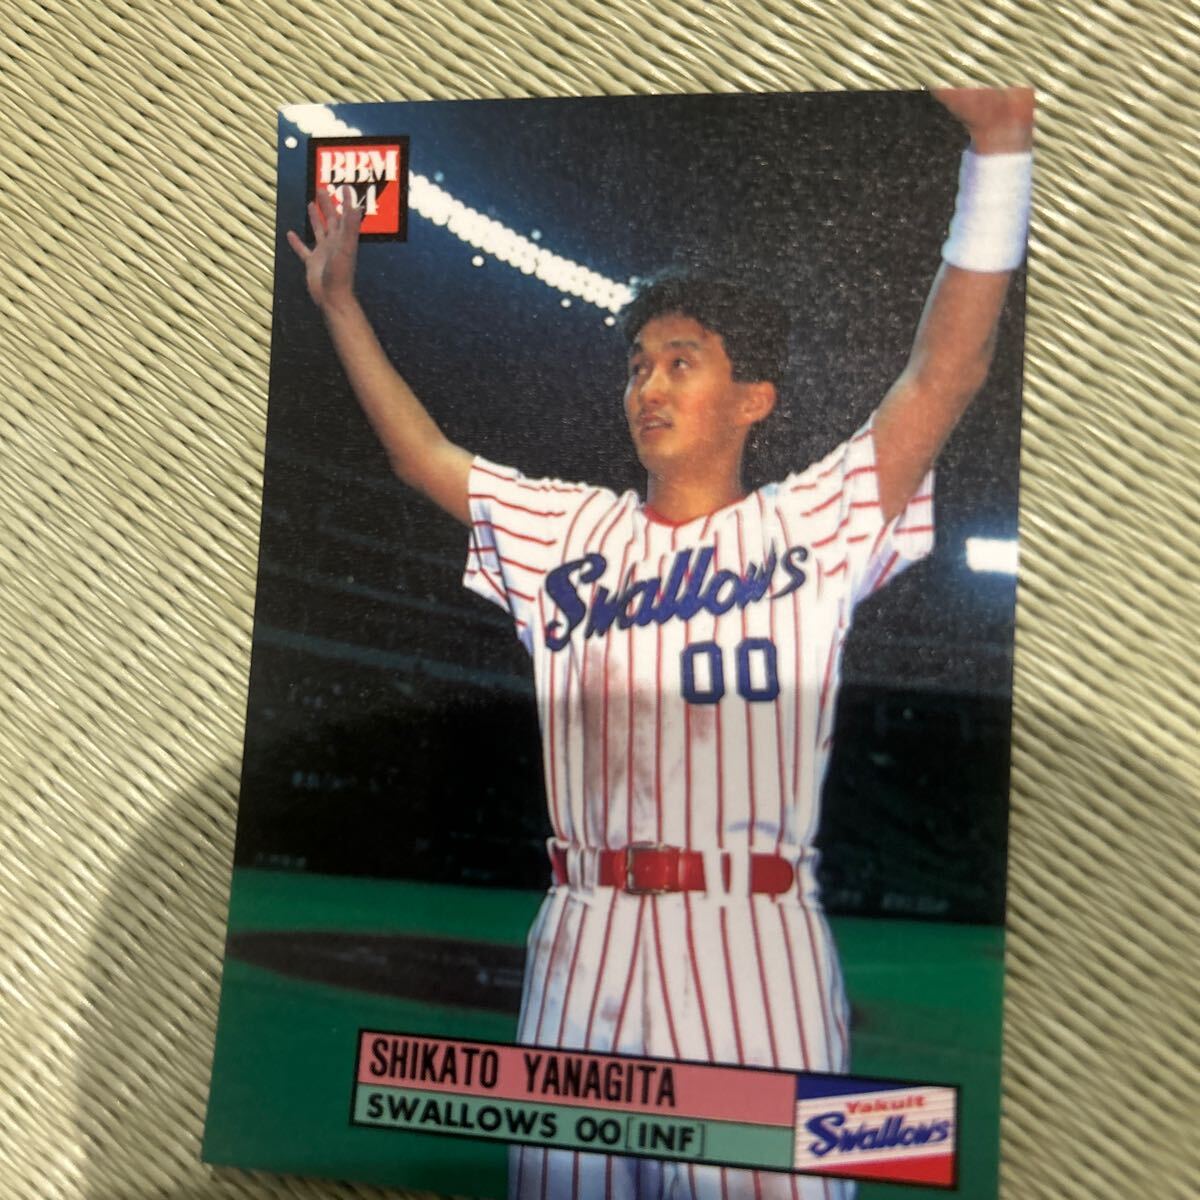 BBM
'94
Swallows
00
SHIKATO YANAGITA
SWALLOWS 00 [INF]
Yakult
Swallows